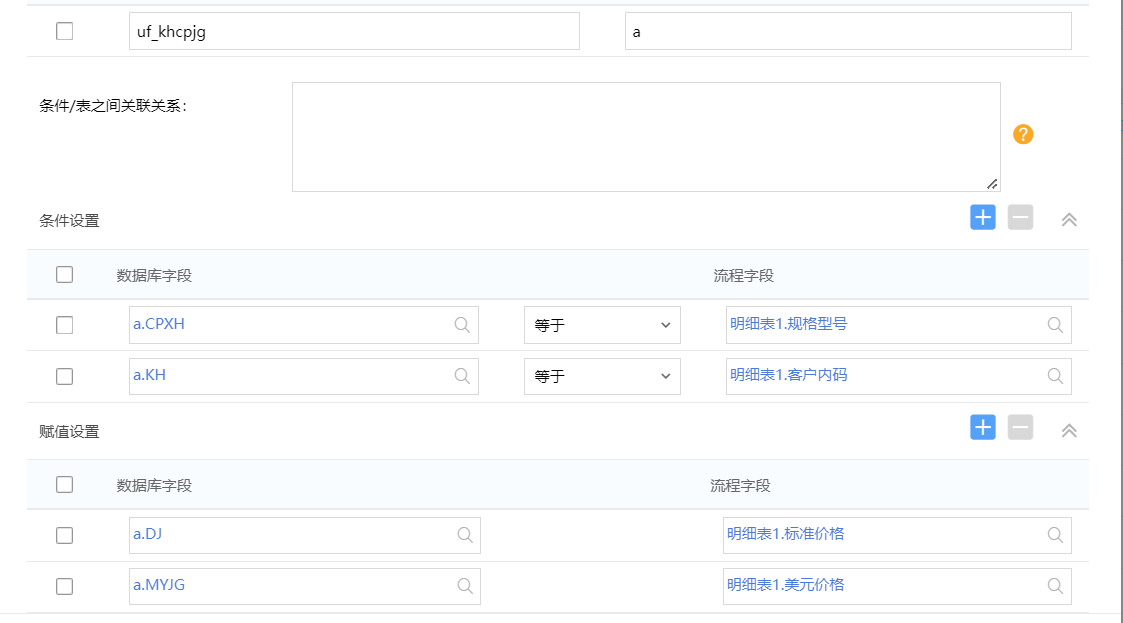 uf_khcpjg a
条件/表之间关联关系：
?
条件设置
数据库字段 流程字段
a.CPXH 等于 明细表1.规格型号
a.KH 等于 明细表1.客户内码
赋值设置
数据库字段 流程字段
a.DJ 明细表1.标准价格
a.MYJG 明细表1.美元价格